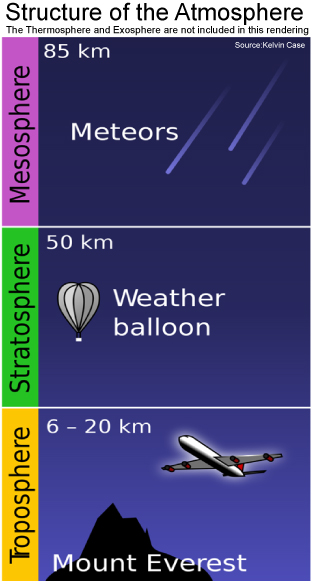 Structure of the Atmosphere
The Thermosphere and Exosphere are not included in this rendering
Source:Kelvin Case
Mesosphere
85 km
Meteors
Stratosphere
50 km
Weather
balloon
Troposphere
6 – 20 km
Mount Everest